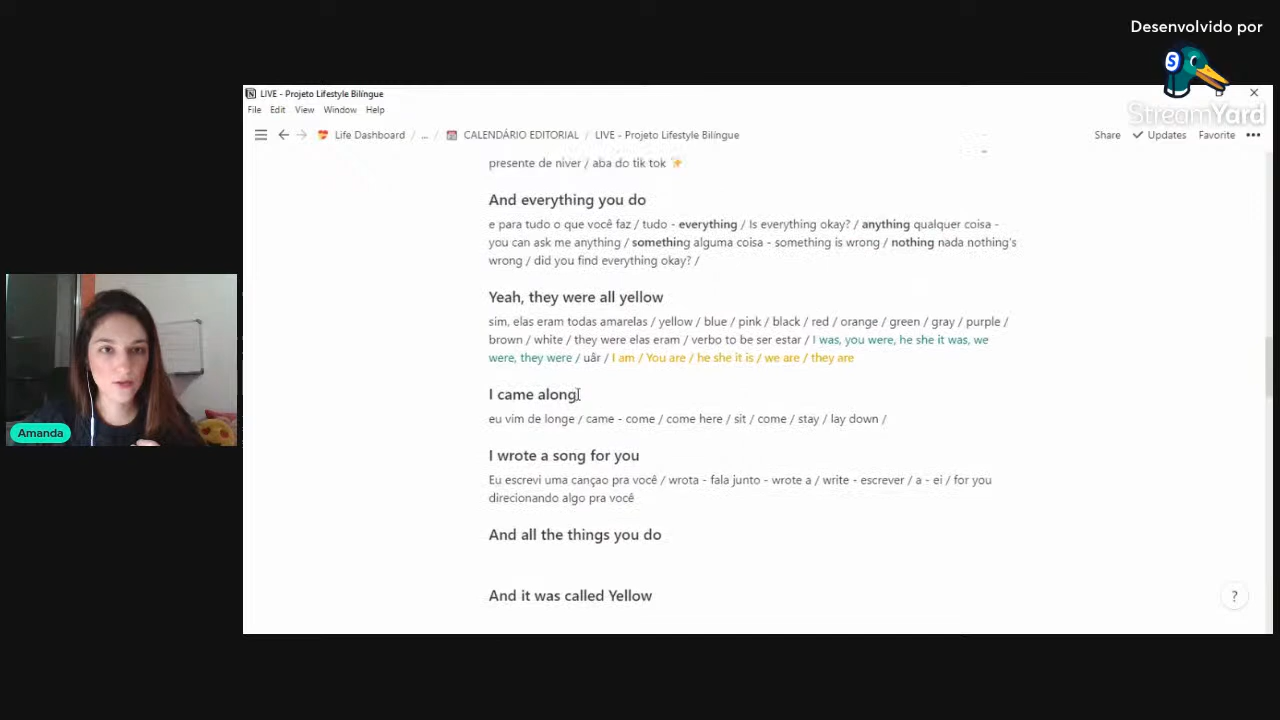 Desenvolvido por
S
StreamYard
LIVE - Projeto Lifestyle Bilíngue
File Edit View Window Help
Life Dashboard / ... / CALENDÁRIO EDITORIAL / LIVE - Projeto Lifestyle Bilíngue
Share Updates Favorite •••
presente de niver / aba do tik tok
And everything you do
e para tudo o que você faz / tudo - everything / Is everything okay? / anything qualquer coisa -
you can ask me anything / something alguma coisa - something is wrong / nothing nada nothing's
wrong / did you find everything okay? /
Yeah, they were all yellow
sim, elas eram todas amarelas / yellow / blue / pink / black / red / orange / green / gray / purple /
brown / white / they were elas eram / verbo to be ser estar / I was, you were, he she it was, we
were, they were / uâr / I am / You are / he she it is / we are / they are
I came along
eu vim de longe / came - come / come here / sit / come / stay / lay down /
I wrote a song for you
Eu escrevi uma cançao pra você / wrota - fala junto - wrote a / write - escrever / a - ei / for you
direcionando algo pra você
And all the things you do
And it was called Yellow
?
Amanda